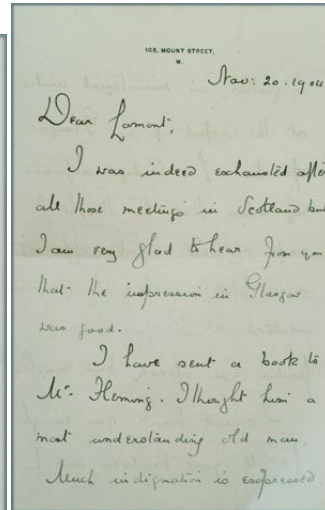 105, MOUNT STREET,
W.
Nov: 20. 1904
Dear Lamont,
I was indeed exhausted after
all those meetings in Scotland but
I am very glad to hear from you
that the impression in Glasgow
was good.
I have sent a book to
Mr. Fleming. I thought him a
most understanding old man.
Much indignation is expressed